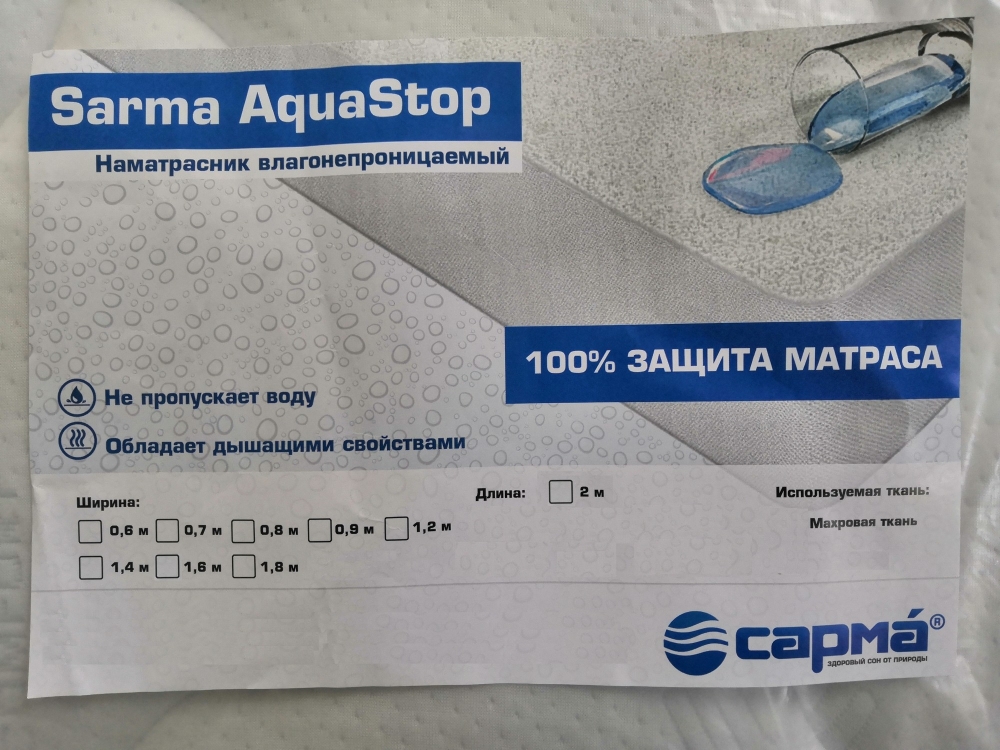 Sarma AquaStop
Наматрасник влагонепроницаемый
100% ЗАЩИТА МАТРАСА
Не пропускает воду
Обладает дышащими свойствами
Ширина:
0,6 м 0,7 м 0,8 м 0,9 м 1,2 м
1,4 м 1,6 м 1,8 м
Длина: 2 м
Используемая ткань:
Махровая ткань
сармá®
ЗДОРОВЫЙ СОН ОТ ПРИРОДЫ